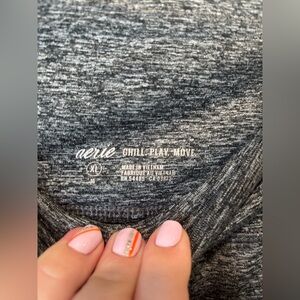 aerie CHILL. PLAY. MOVE.
XL
MADE IN VIETNAM
FABRIQUÉ AU VIETNAM